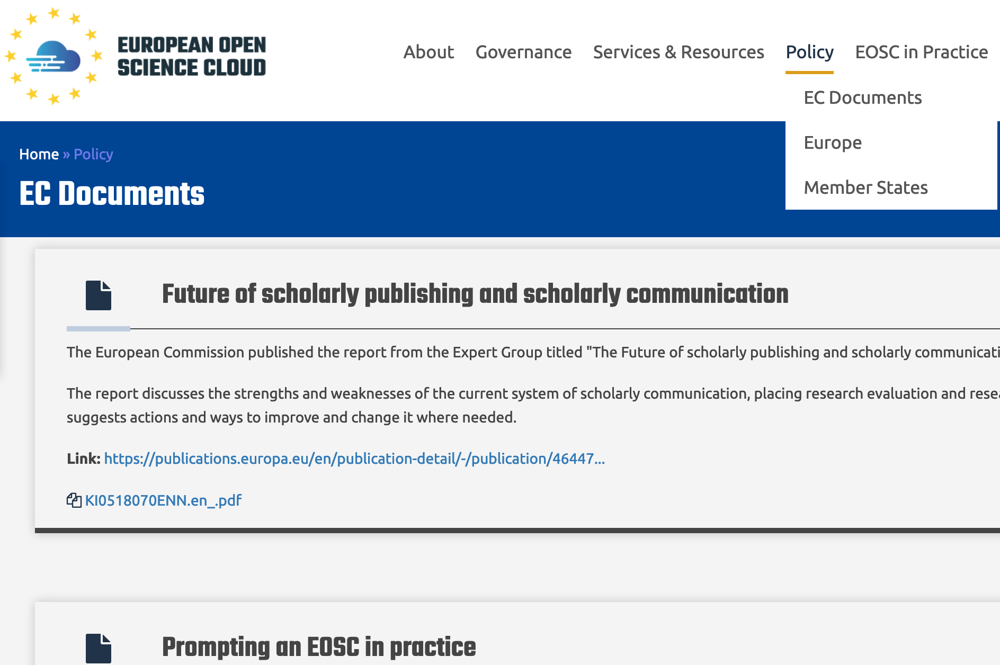 EUROPEAN OPEN
SCIENCE CLOUD
About Governance Services & Resources Policy EOSC in Practice
EC Documents
Europe
Member States
Home » Policy
EC Documents
Future of scholarly publishing and scholarly communication
The European Commission published the report from the Expert Group titled "The Future of scholarly publishing and scholarly communicati
The report discusses the strengths and weaknesses of the current system of scholarly communication, placing research evaluation and rese
suggests actions and ways to improve and change it where needed.
Link: https://publications.europa.eu/en/publication-detail/-/publication/46447...
KI0518070ENN.en_.pdf
Prompting an EOSC in practice